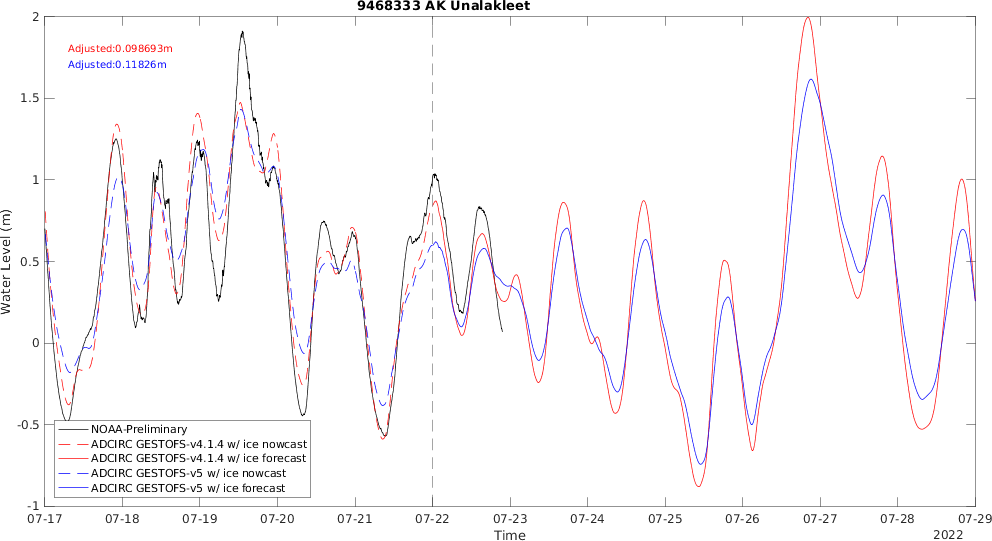 9468333 AK Unalakleet
Adjusted:0.098693m
Adjusted:0.11826m
Water Level (m)
2
1.5
1
0.5
0
-0.5
-1
NOAA-Preliminary
ADCIRC GESTOFS-v4.1.4 w/ ice nowcast
ADCIRC GESTOFS-v4.1.4 w/ ice forecast
ADCIRC GESTOFS-v5 w/ ice nowcast
ADCIRC GESTOFS-v5 w/ ice forecast
07-17 07-18 07-19 07-20 07-21 07-22 07-23 07-24 07-25 07-26 07-27 07-28 07-29
Time
2022